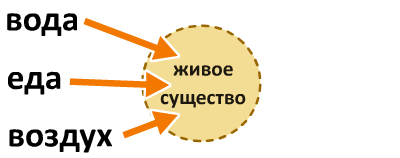 вода
еда
воздух
живое
существо